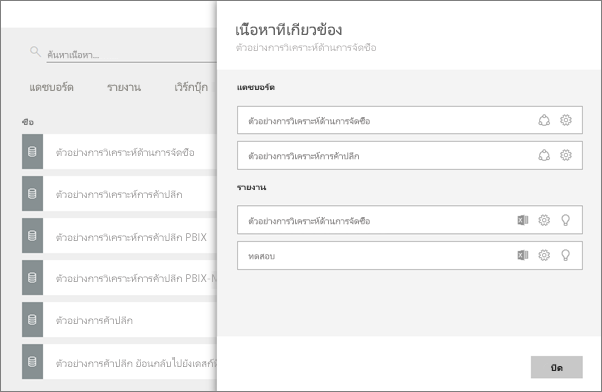 ค้นหาเนื้อหา...
แดชบอร์ด
รายงาน
เวิร์กบุ๊ก
ชื่อ
ตัวอย่างการวิเคราะห์ด้านการจัดซื้อ
ตัวอย่างการวิเคราะห์การค้าปลีก
ตัวอย่างการวิเคราะห์การค้าปลีก PBIX
ตัวอย่างการวิเคราะห์การค้าปลีก PBIX-N
ตัวอย่างการค้าปลีก
ตัวอย่างการค้าปลีก ย้อนกลับไปยังเดสก์
เนื้อหาที่เกี่ยวข้อง
ตัวอย่างการวิเคราะห์ด้านการจัดซื้อ
แดชบอร์ด
ตัวอย่างการวิเคราะห์ด้านการจัดซื้อ
ตัวอย่างการวิเคราะห์การค้าปลีก
รายงาน
ตัวอย่างการวิเคราะห์ด้านการจัดซื้อ
ทดสอบ
ปิด